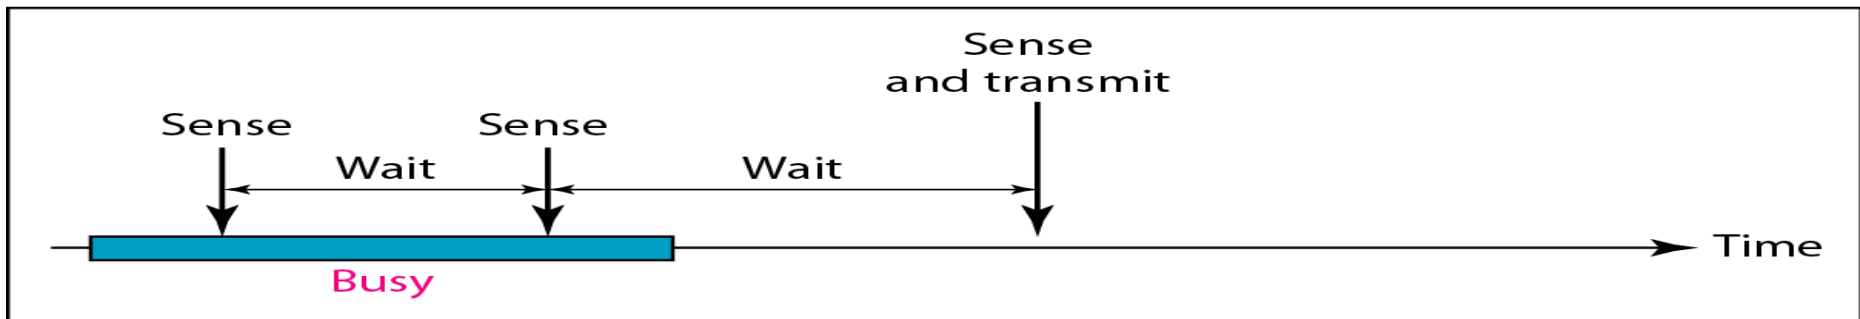 Sense
and transmit
Sense
Sense
Wait
Wait
Time
Busy